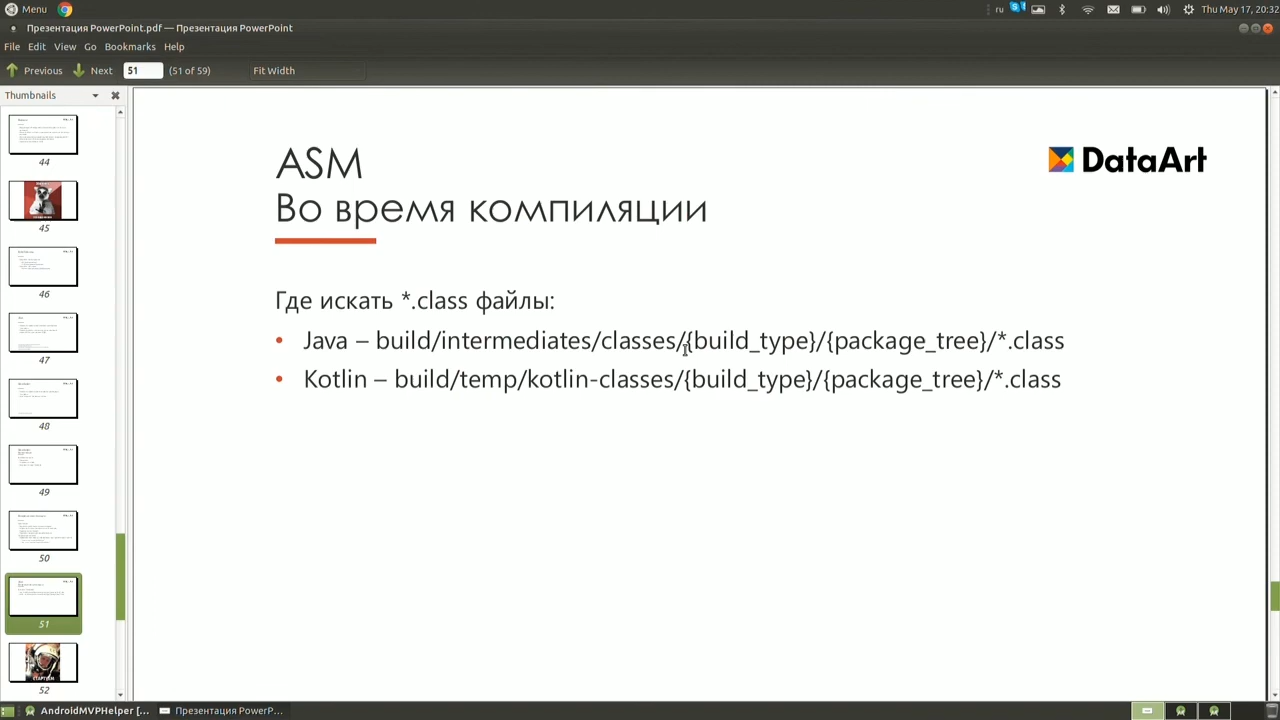 Menu
ru
Thu May 17, 20:32
Презентация PowerPoint.pdf — Презентация PowerPoint
File Edit View Go Bookmarks Help
Previous Next 51 (51 of 59) Fit Width
Thumbnails
44
45
46
47
48
49
50
51
52
ASM
Во время компиляции
DataArt
Где искать *.class файлы:
• Java – build/intermediates/classes/{build_type}/{package_tree}/*.class
• Kotlin – build/temp/kotlin-classes/{build_type}/{package_tree}/*.class
AndroidMVPHelper [... Презентация PowerP...